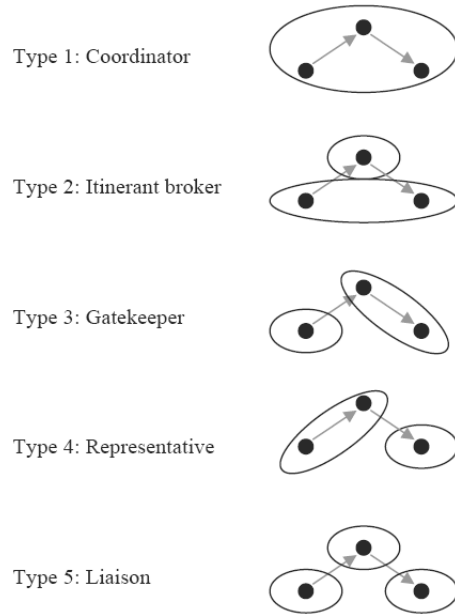 Type 1: Coordinator
Type 2: Itinerant broker
Type 3: Gatekeeper
Type 4: Representative
Type 5: Liaison